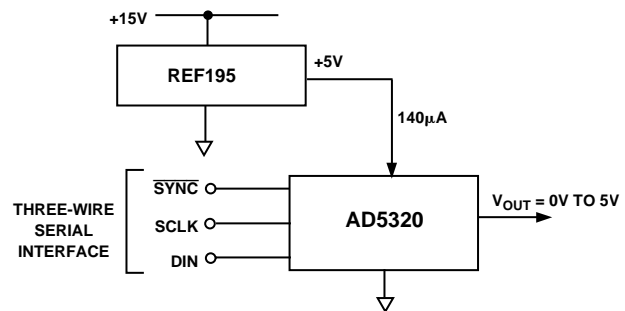 +15V
REF195
+5V
140μA
THREE-WIRE
SERIAL
INTERFACE
SYNC
SCLK
DIN
AD5320
VOUT = 0V TO 5V